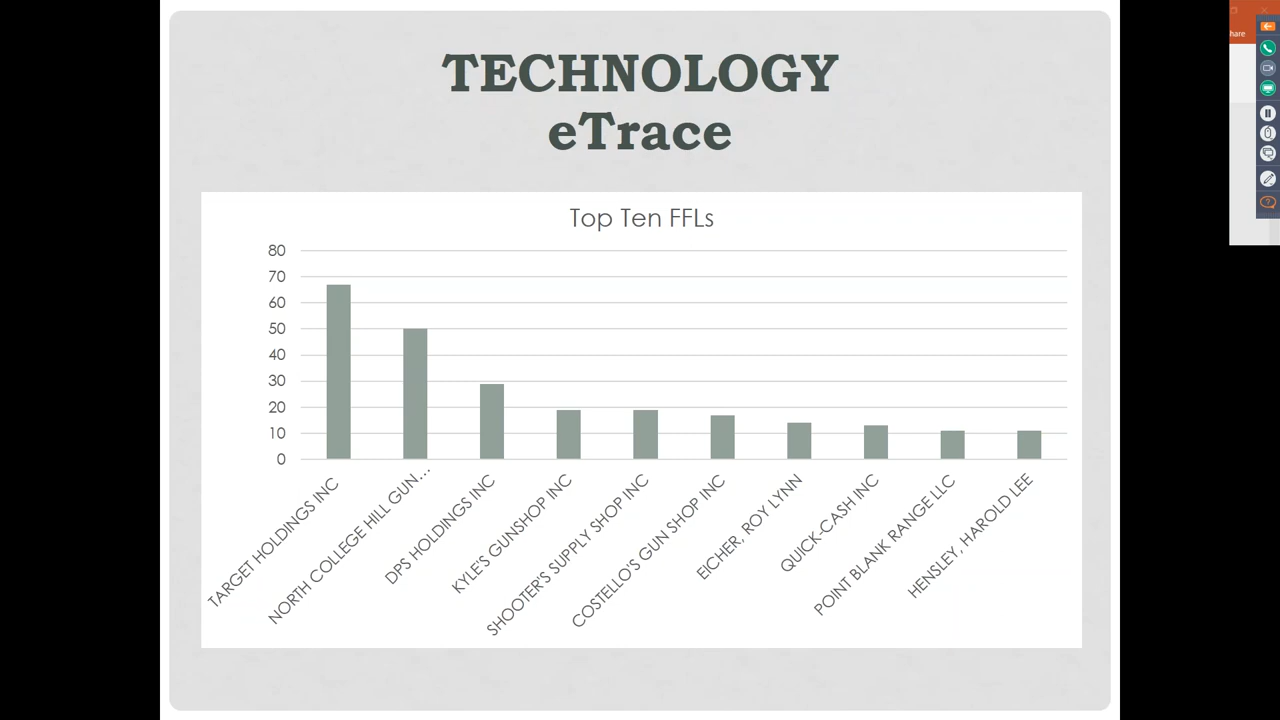 TECHNOLOGY
eTrace
Top Ten FFLs
80
70
60
50
40
30
20
10
0
TARGET HOLDINGS INC
NORTH COLLEGE HILL GUN...
DPS HOLDINGS INC
KYLE'S GUNSHOP INC
SHOOTER'S SUPPLY SHOP INC
COSTELLO'S GUN SHOP INC
EICHER, ROY LYNN
QUICK-CASH INC
POINT BLANK RANGE LLC
HENSLEY, HAROLD LEE
hare